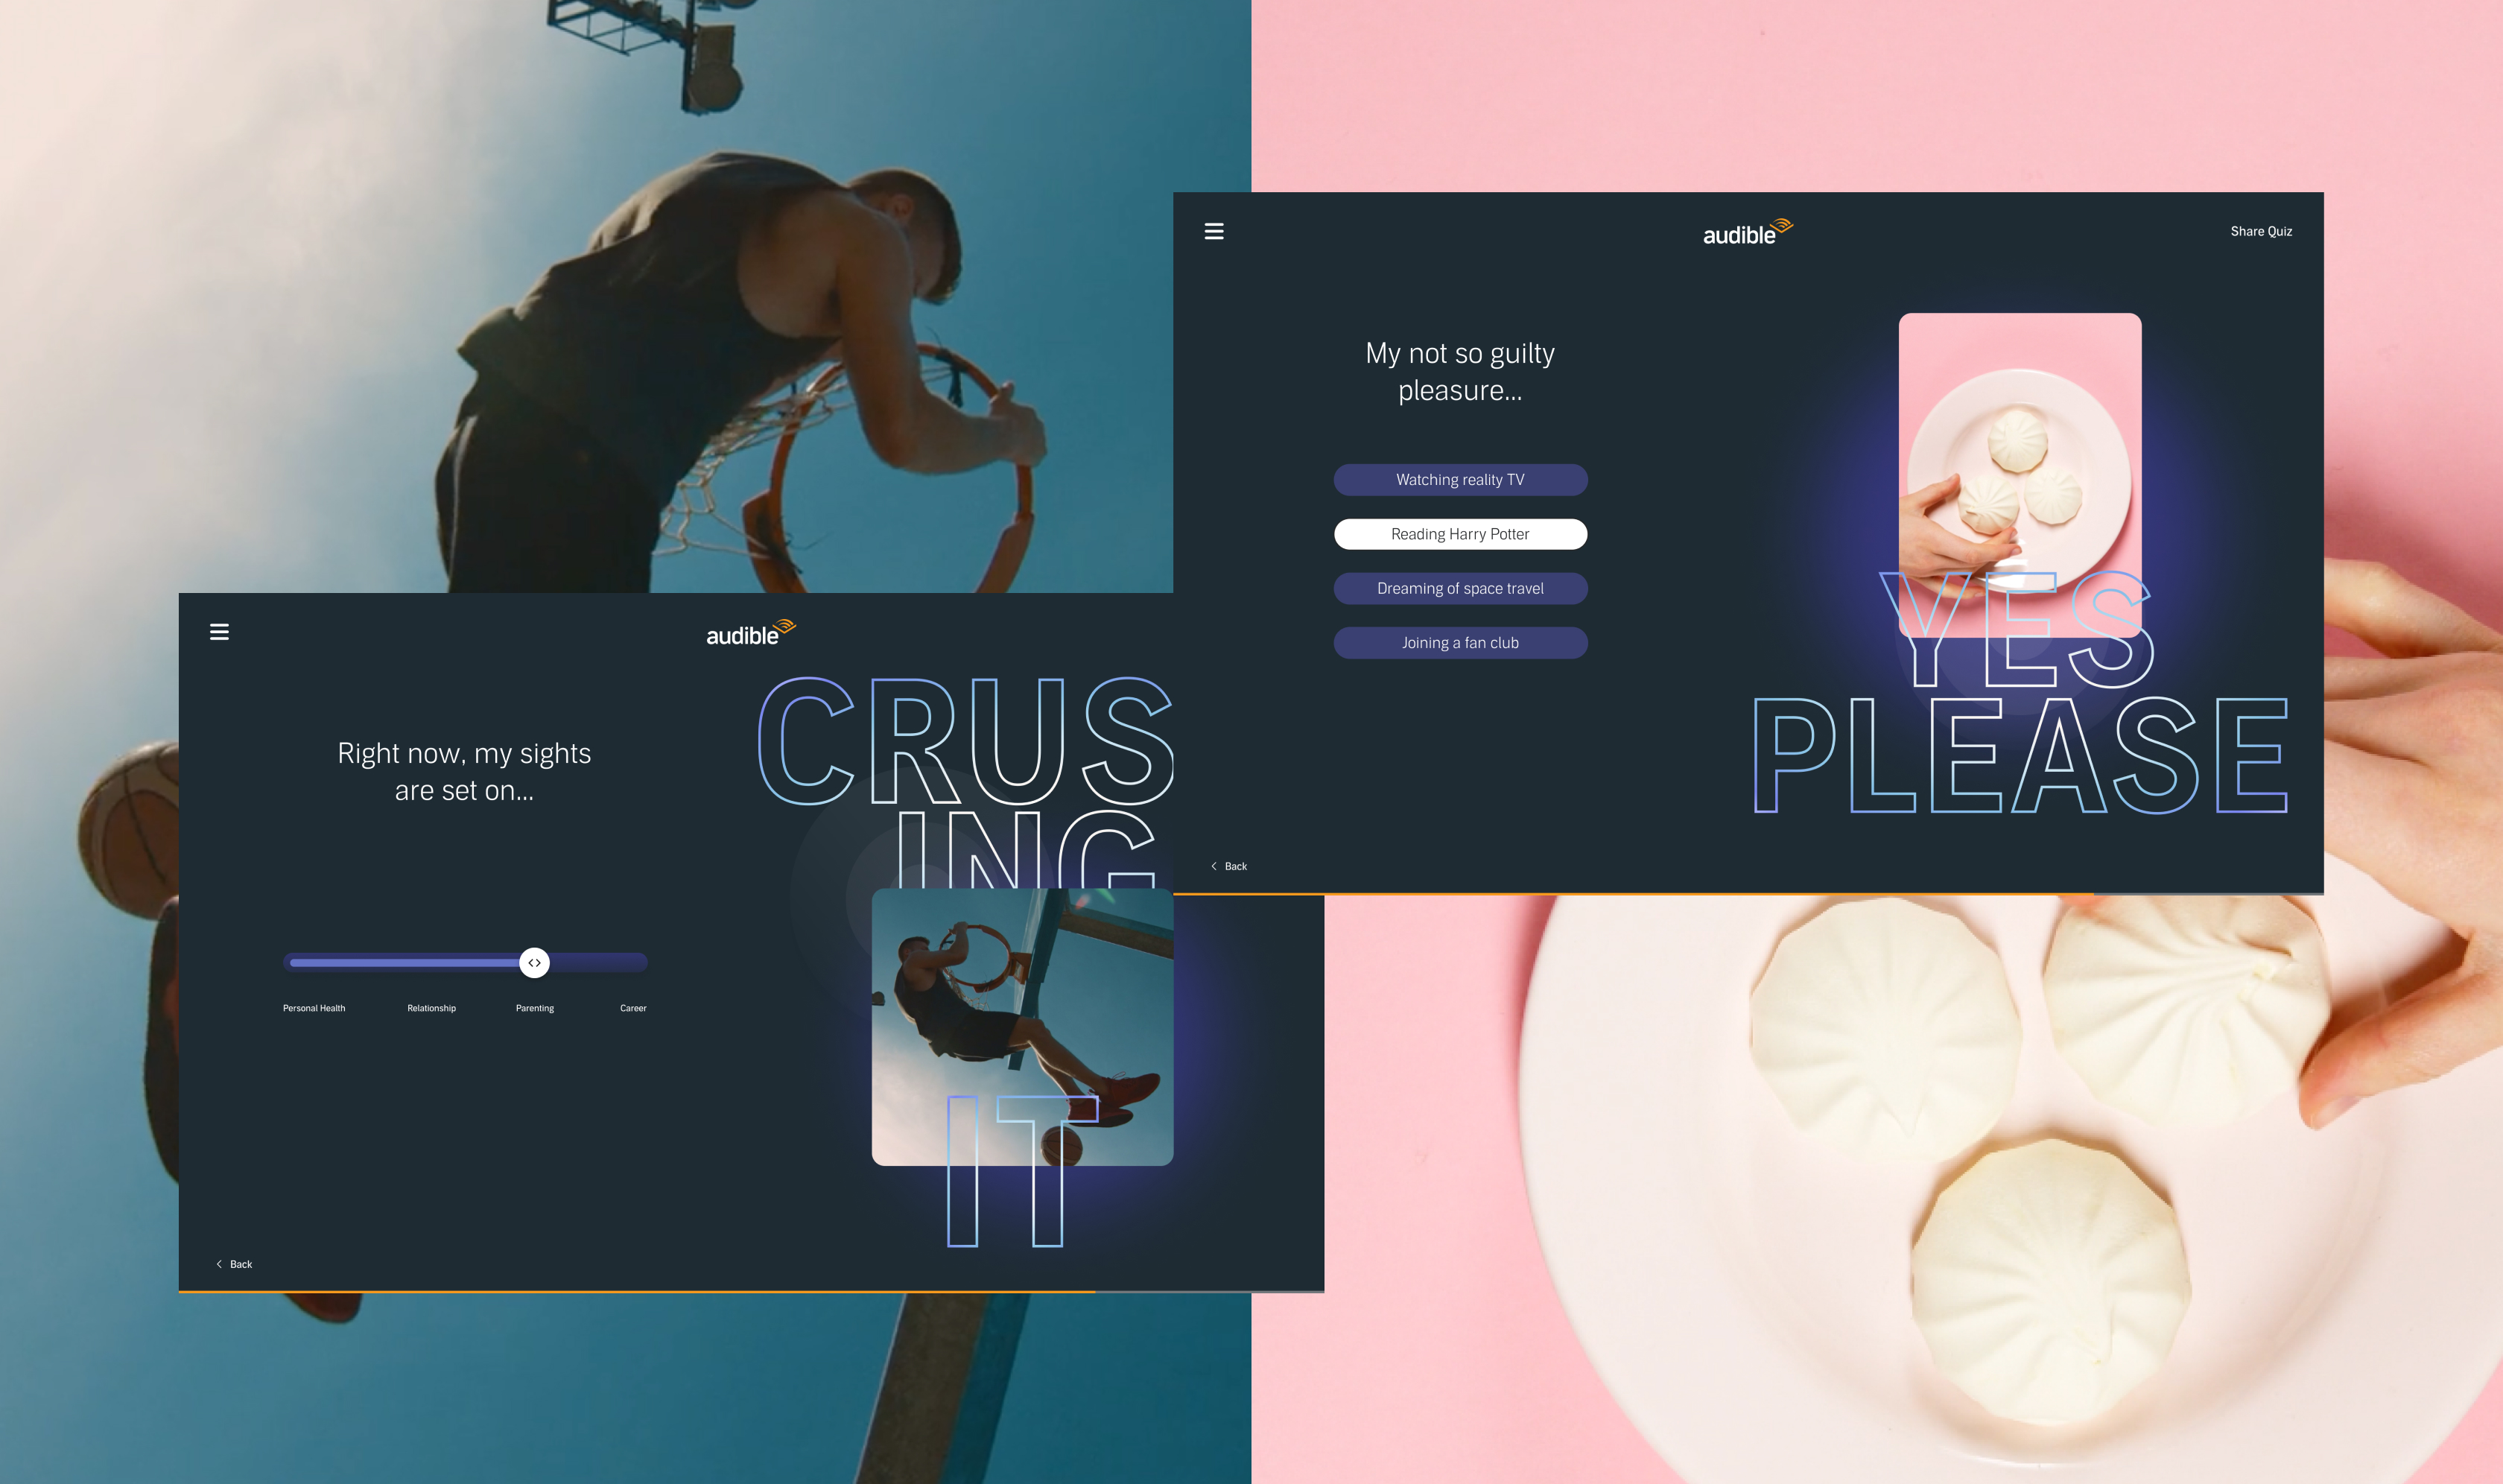 audible
Right now, my sights
are set on...
Personal Health
Relationship
Parenting
Career
CRUS
ING
IT
Back
audible
Share Quiz
My not so guilty
pleasure...
Watching reality TV
Reading Harry Potter
Dreaming of space travel
Joining a fan club
YES
PLEASE
Back